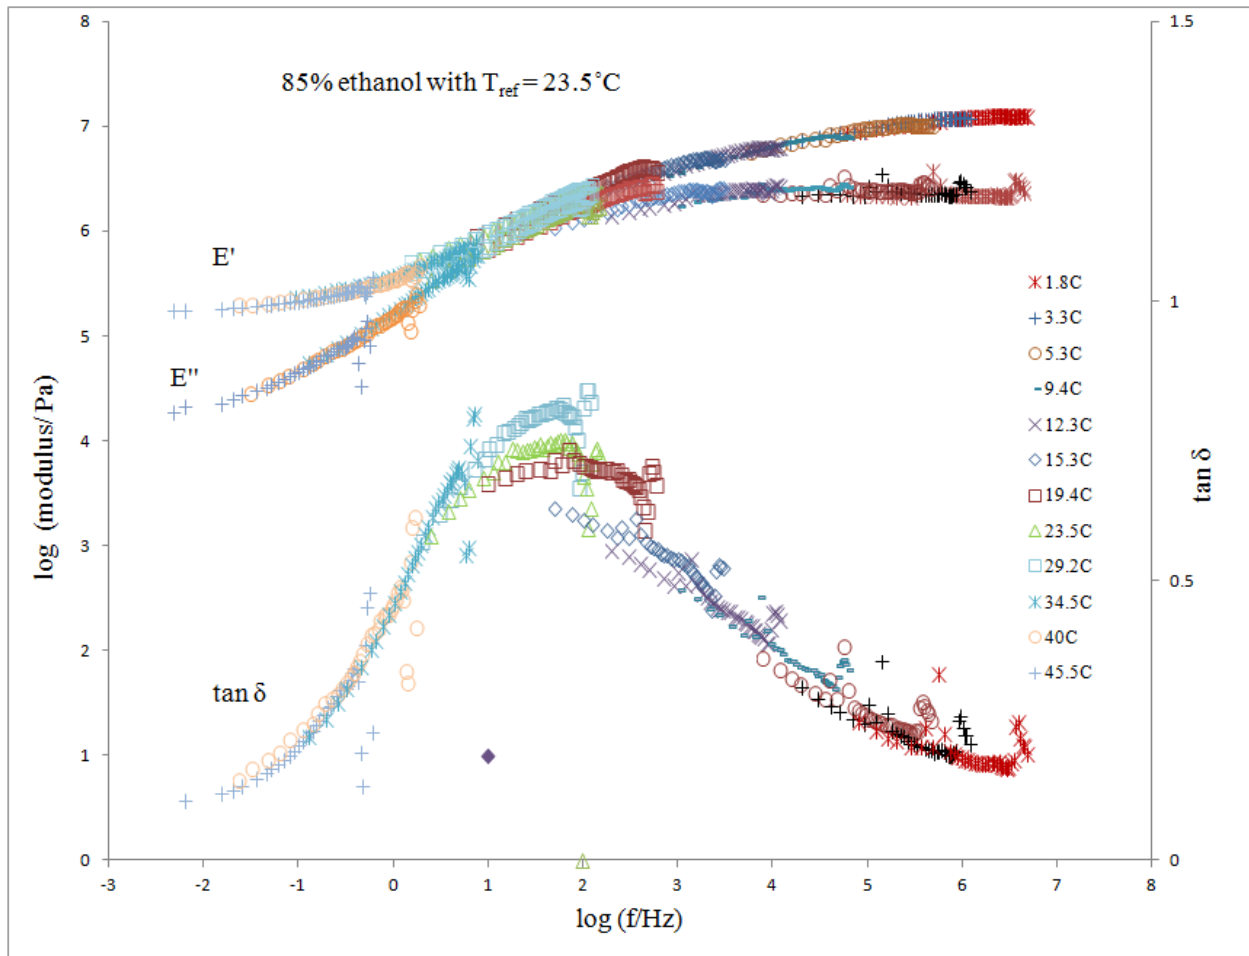 8
7
6
5
4
3
2
1
0
log (modulus/ Pa)
85% ethanol with Tref = 23.5˚C
E'
E"
tan δ
1.5
1
0.5
0
tan δ
1.8C
3.3C
5.3C
9.4C
12.3C
15.3C
19.4C
23.5C
29.2C
34.5C
40C
45.5C
-3 -2 -1 0 1 2 3 4 5 6 7 8
log (f/Hz)